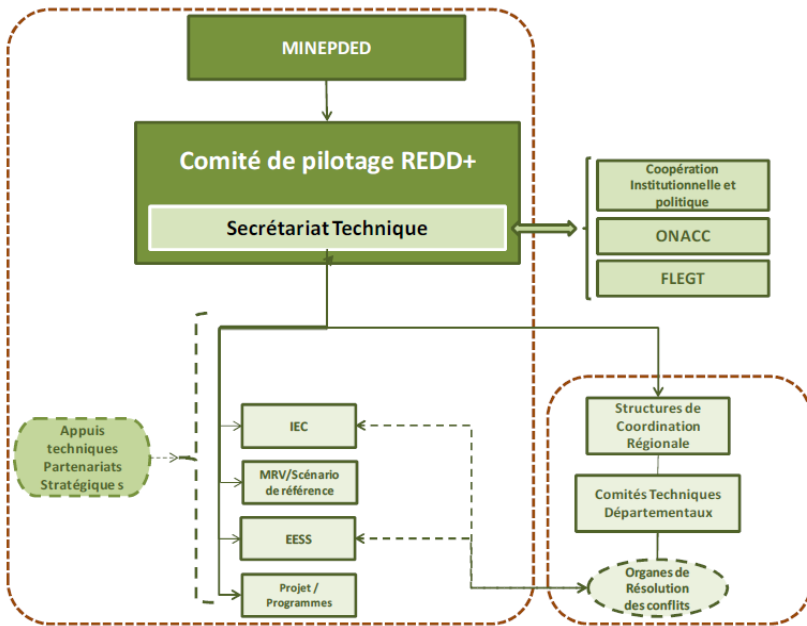 MINEPDED
Comité de pilotage REDD+
Secrétariat Technique
Coopération
Institutionnelle et
politique
ONACC
FLEGT
Appuis
techniques
Partenariats
Stratégique s
IEC
MRV/Scénario
de référence
EESS
Projet /
Programmes
Structures de
Coordination
Régionale
Comités Techniques
Départementaux
Organes de
Résolution
des conflits